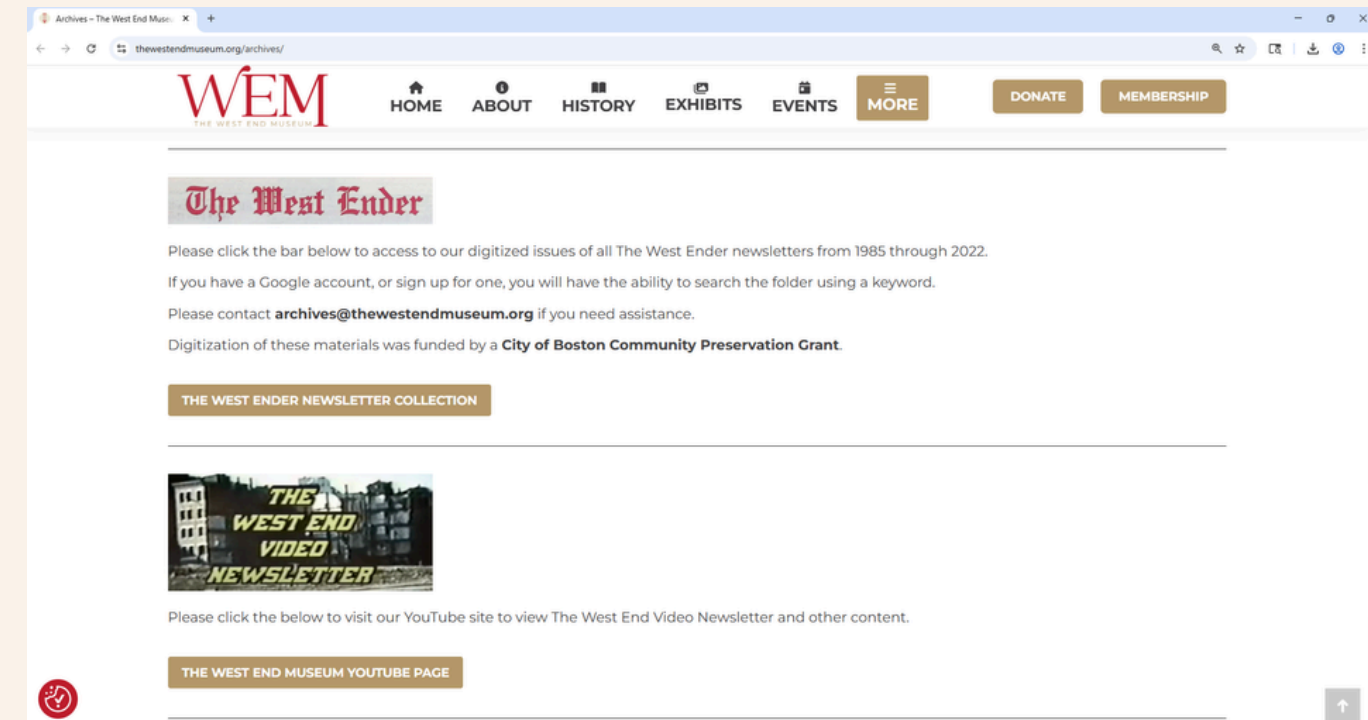 Archives – The West End Muse
thewestendmuseum.org/archives/
WEM
THE WEST END MUSEUM
HOME
ABOUT
HISTORY
EXHIBITS
EVENTS
MORE
DONATE
MEMBERSHIP
The West Ender
Please click the bar below to access to our digitized issues of all The West Ender newsletters from 1985 through 2022.
If you have a Google account, or sign up for one, you will have the ability to search the folder using a keyword.
Please contact archives@thewestendmuseum.org if you need assistance.
Digitization of these materials was funded by a City of Boston Community Preservation Grant.
THE WEST ENDER NEWSLETTER COLLECTION
THE
WEST END
VIDEO
NEWSLETTER
Please click the below to visit our YouTube site to view The West End Video Newsletter and other content.
THE WEST END MUSEUM YOUTUBE PAGE